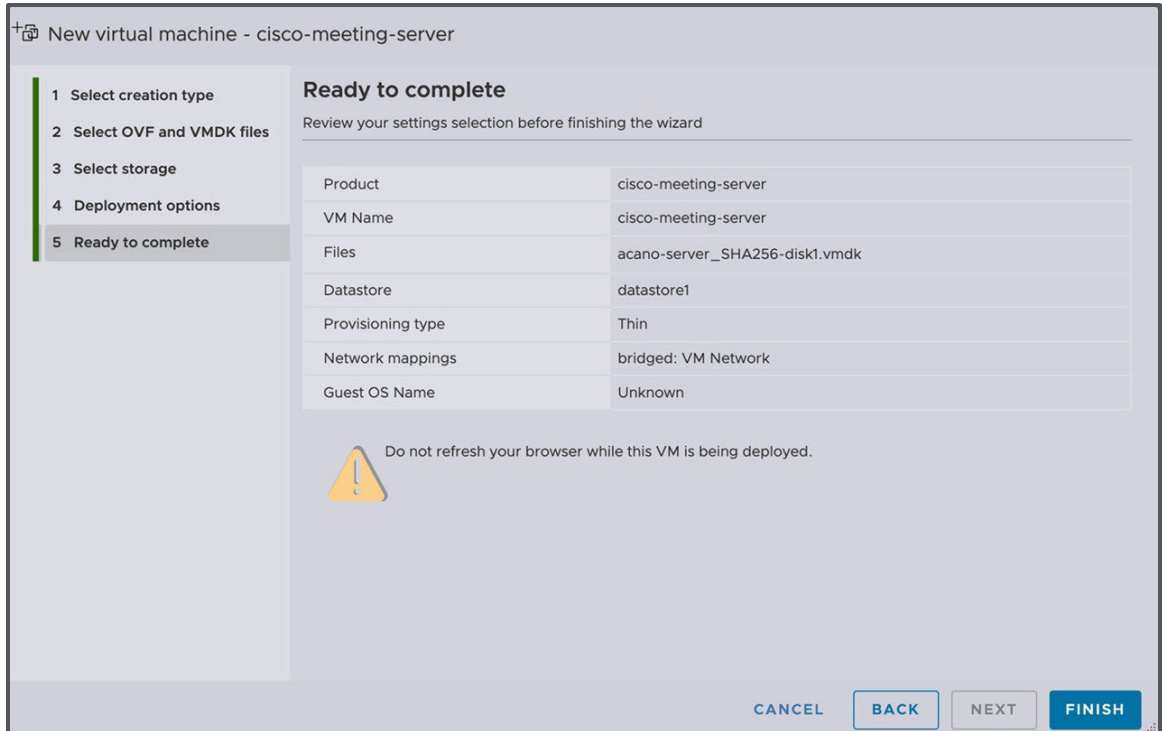 New virtual machine - cisco-meeting-server
1 Select creation type
2 Select OVF and VMDK files
3 Select storage
4 Deployment options
5 Ready to complete
Ready to complete
Review your settings selection before finishing the wizard
Product cisco-meeting-server
VM Name cisco-meeting-server
Files acano-server_SHA256-disk1.vmdk
Datastore datastore1
Provisioning type Thin
Network mappings bridged: VM Network
Guest OS Name Unknown
Do not refresh your browser while this VM is being deployed.
CANCEL BACK NEXT FINISH